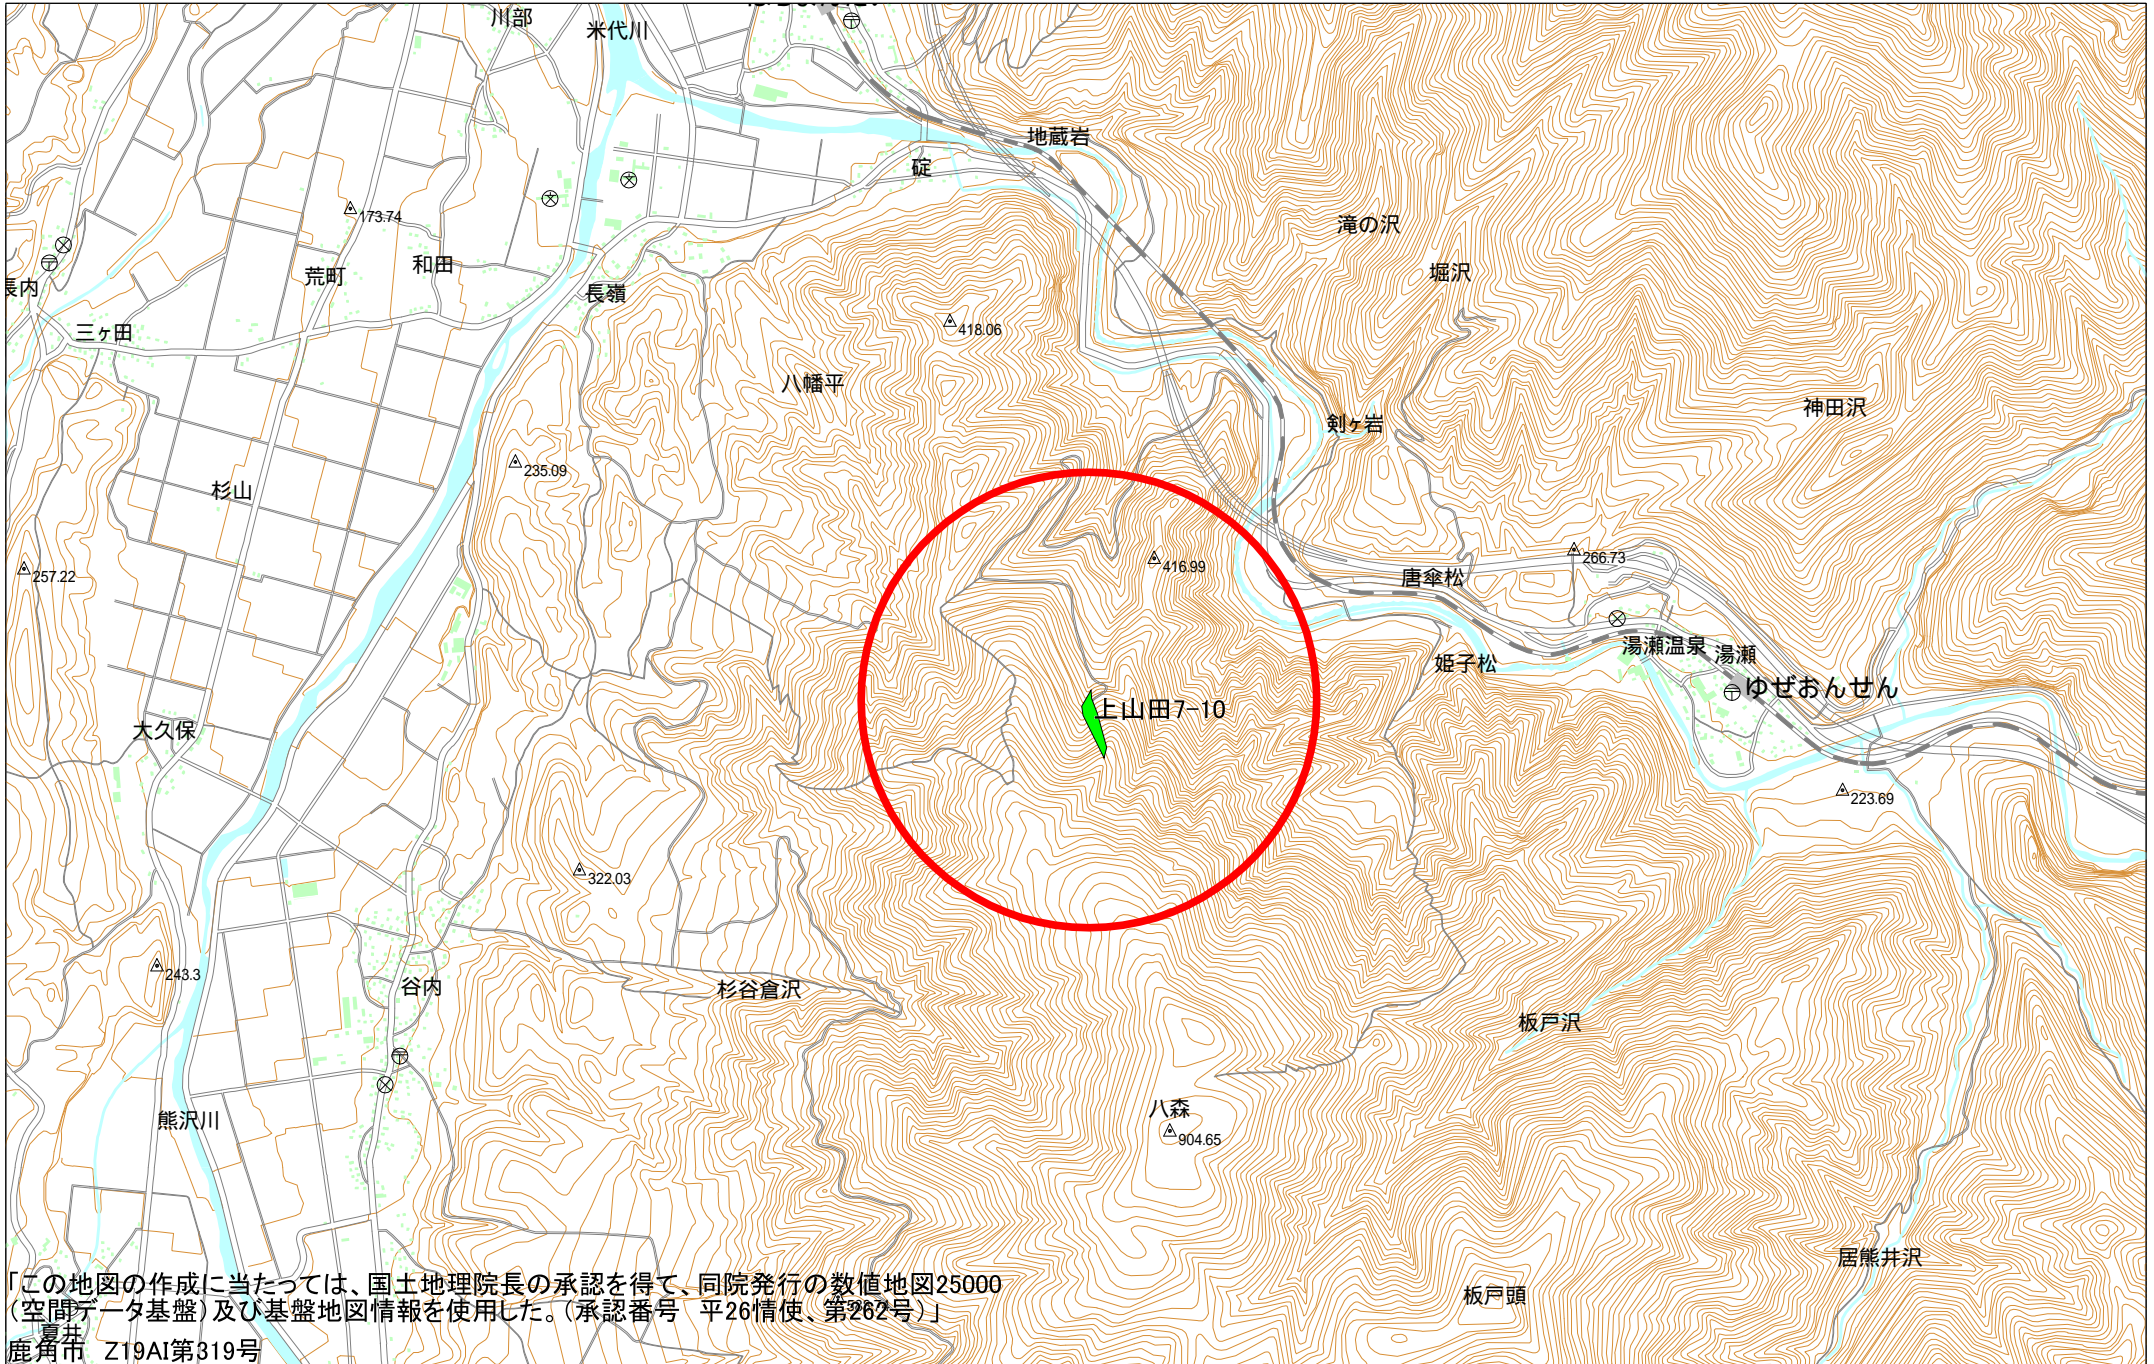 川部
米代川
地蔵岩
碇
173.74
滝の沢
荒町
和田
堀沢
長内
長嶺
三ヶ田
418.06
八幡平
神田沢
剣ヶ岩
235.09
杉山
257.22
416.99
266.73
唐傘松
湯瀬温泉
湯瀬
姫子松
ゆぜおんせん
上山田7-10
大久保
223.69
322.03
243.3
谷内
杉谷倉沢
板戸沢
八森
熊沢川
904.65
居熊井沢
板戸頭
「この地図の作成に当たっては、国土地理院長の承認を得て、同院発行の数値地図25000
(空間データ基盤)及び基盤地図情報を使用した。(承認番号 平26情使、第262号)」
夏井
鹿角市 Z19AI第319号